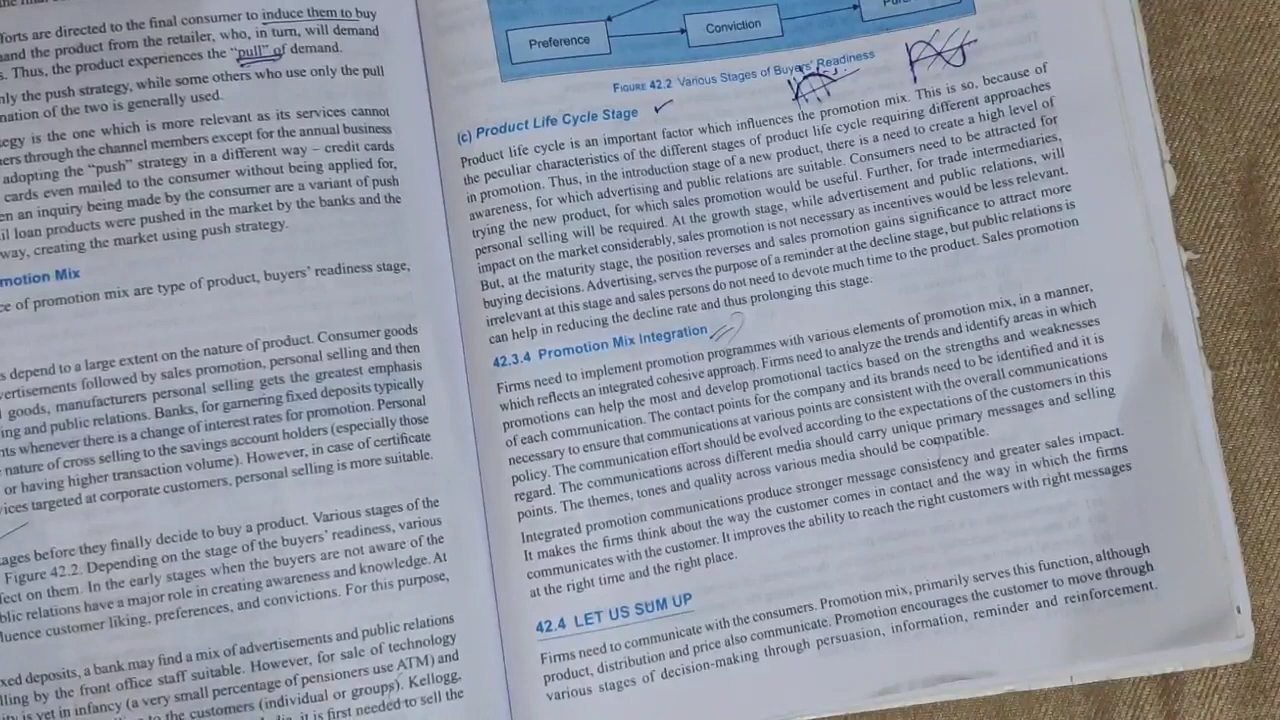 forts are directed to the final consumer to induce them to buy
and the product from the retailer, who, in turn, will demand
s. Thus, the product experiences the "pull" of demand.
nly the push strategy, while some others who use only the pull
nation of the two is generally used.
egy is the one which is more relevant as its services cannot
ers through the channel members except for the annual business
adopting the "push" strategy in a different way – credit cards
cards even mailed to the consumer without being applied for,
en an inquiry being made by the consumer are a variant of push
il loan products were pushed in the market by the banks and the
way, creating the market using push strategy.
motion Mix
ce of promotion mix are type of product, buyers' readiness stage,
s depend to a large extent on the nature of product. Consumer goods
vertisements followed by sales promotion, personal selling and then
goods, manufacturers personal selling gets the greatest emphasis
ing and public relations. Banks, for garnering fixed deposits typically
nts whenever there is a change of interest rates for promotion. Personal
nature of cross selling to the savings account holders (especially those
or having higher transaction volume). However, in case of certificate
vices targeted at corporate customers, personal selling is more suitable.
ages before they finally decide to buy a product. Various stages of the
Figure 42.2. Depending on the stage of the buyers' readiness, various
fect on them. In the early stages when the buyers are not aware of the
blic relations have a major role in creating awareness and knowledge. At
luence customer liking, preferences, and convictions. For this purpose,
xed deposits, a bank may find a mix of advertisements and public relations
lling by the front office staff suitable. However, for sale of technology
ity is yet in infancy (a very small percentage of pensioners use ATM) and
to the customers (individual or groups). Kellogg,
it is first needed to sell the
Preference
Conviction
FIGURE 42.2 Various Stages of Buyers' Readiness
(c) Product Life Cycle Stage
Product life cycle is an important factor which influences the promotion mix. This is so, because of
the peculiar characteristics of the different stages of product life cycle requiring different approaches
in promotion. Thus, in the introduction stage of a new product, there is a need to create a high level of
awareness, for which advertising and public relations are suitable. Consumers need to be attracted for
trying the new product, for which sales promotion would be useful. Further, for trade intermediaries,
personal selling will be required. At the growth stage, while advertisement and public relations, will
impact on the market considerably, sales promotion is not necessary as incentives would be less relevant.
But, at the maturity stage, the position reverses and sales promotion gains significance to attract more
buying decisions. Advertising, serves the purpose of a reminder at the decline stage, but public relations is
irrelevant at this stage and sales persons do not need to devote much time to the product. Sales promotion
can help in reducing the decline rate and thus prolonging this stage.
42.3.4 Promotion Mix Integration
Firms need to implement promotion programmes with various elements of promotion mix, in a manner,
which reflects an integrated cohesive approach. Firms need to analyze the trends and identify areas in which
promotions can help the most and develop promotional tactics based on the strengths and weaknesses
of each communication. The contact points for the company and its brands need to be identified and it is
necessary to ensure that communications at various points are consistent with the overall communications
policy. The communication effort should be evolved according to the expectations of the customers in this
regard. The communications across different media should carry unique primary messages and selling
points. The themes, tones and quality across various media should be compatible.
Integrated promotion communications produce stronger message consistency and greater sales impact.
It makes the firms think about the way the customer comes in contact and the way in which the firms
communicates with the customer. It improves the ability to reach the right customers with right messages
at the right time and the right place.
42.4 LET US SUM UP
Firms need to communicate with the consumers. Promotion mix, primarily serves this function, although
product, distribution and price also communicate. Promotion encourages the customer to move through
various stages of decision-making through persuasion, information, reminder and reinforcement.